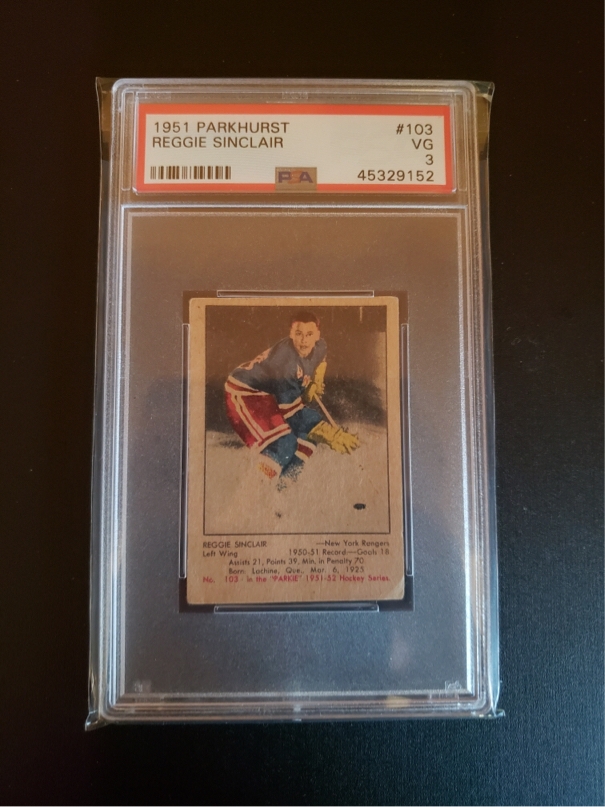 1951 PARKHURST #103
REGGIE SINCLAIR VG
3
PSA 45329152
REGGIE SINCLAIR —New York Rangers
Left Wing 1950-51 Record:—Goals 18
Assists 21, Points 39, Min. in Penalty 70
Born: Lachine, Que., Mar. 6, 1925
No. 103 - in the "PARKIE" 1951-52 Hockey Series